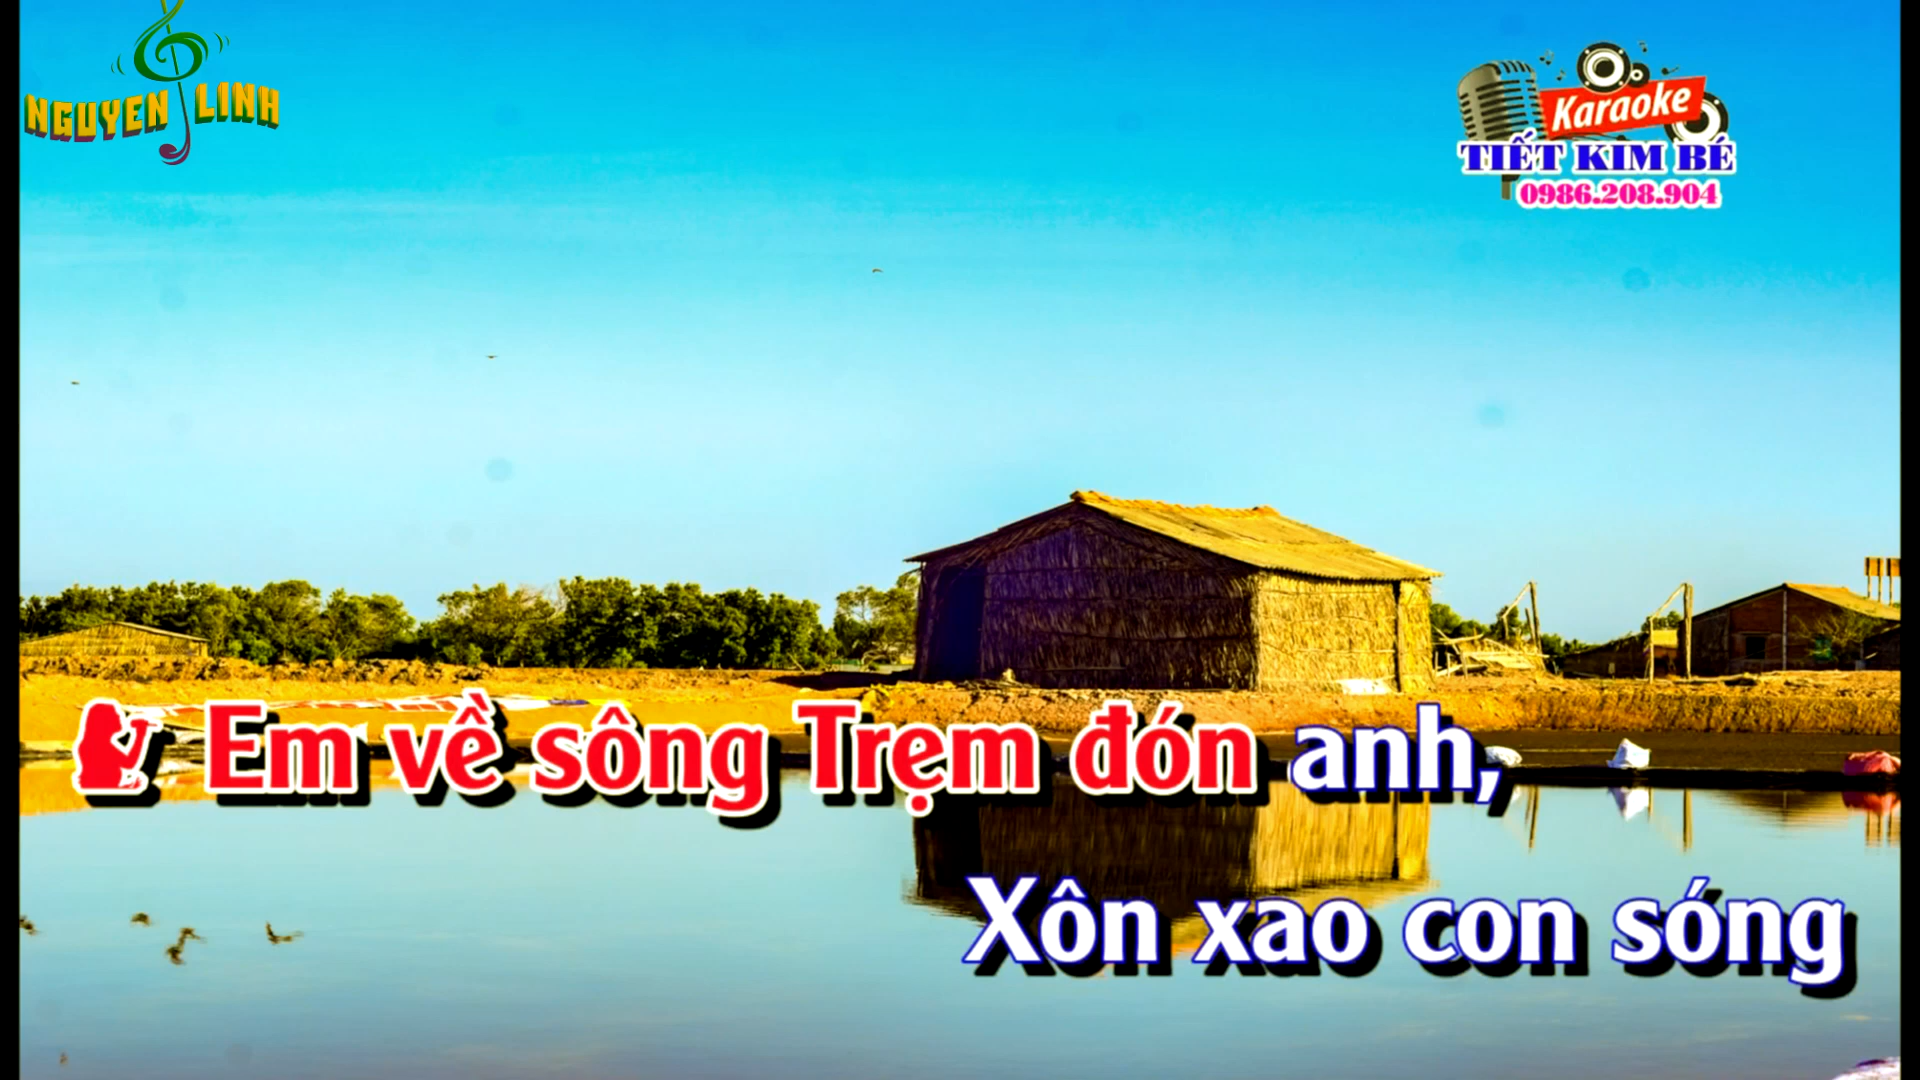 NGUYEN LINH
Karaoke
TIẾT KIM BÉ
0986.208.904
Em về sông Trẹm đón anh,
Xôn xao con sóng